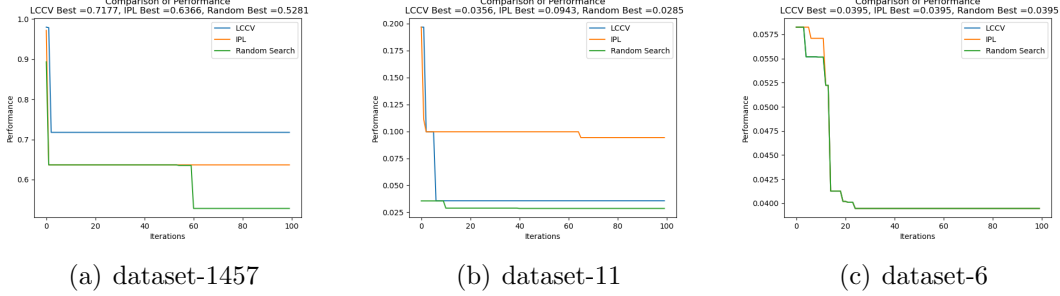 Comparison of Performance
LCCV Best =0.7177, IPL Best =0.6366, Random Best =0.5281
1.0
0.9
0.8
0.7
0.6
Performance
LCCV
IPL
Random Search
0 20 40 60 80 100
Iterations
(a) dataset-1457
Comparison of Performance
LCCV Best =0.0356, IPL Best =0.0943, Random Best =0.0285
0.200
0.175
0.150
0.125
0.100
0.075
0.050
0.025
Performance
LCCV
IPL
Random Search
0 20 40 60 80 100
Iterations
(b) dataset-11
Comparison of Performance
LCCV Best =0.0395, IPL Best =0.0395, Random Best =0.0395
0.0575
0.0550
0.0525
0.0500
0.0475
0.0450
0.0425
0.0400
Performance
LCCV
IPL
Random Search
0 20 40 60 80 100
Iterations
(c) dataset-6